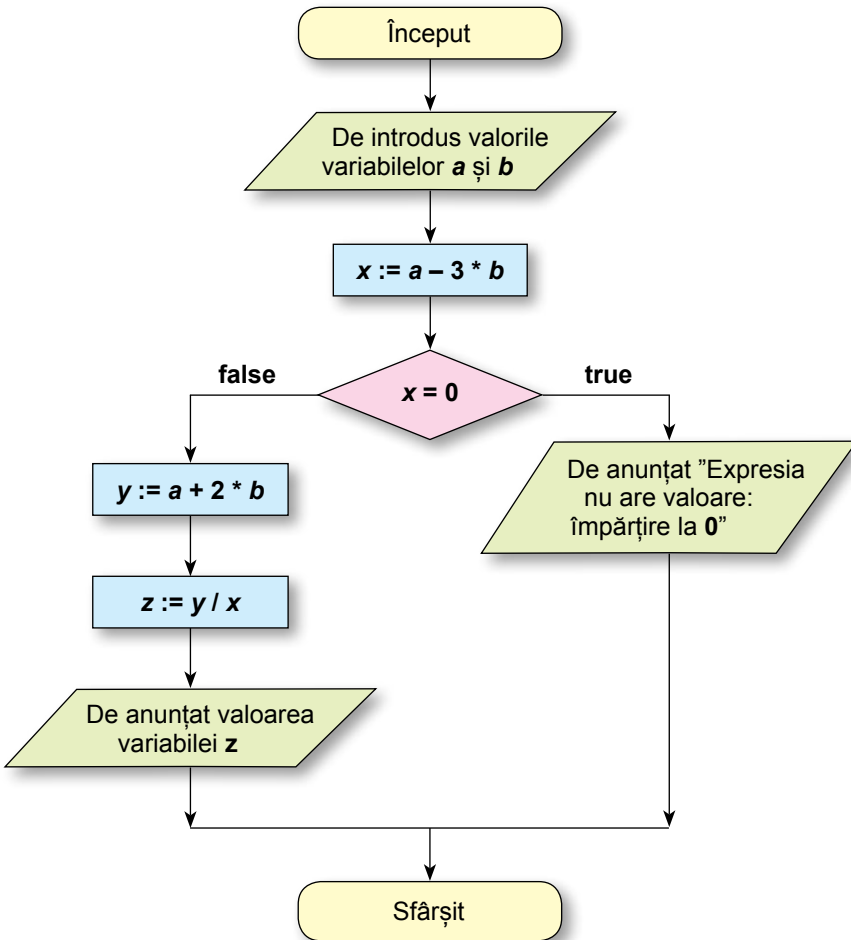 Început
De introdus valorile
variabilelor a și b
x := a – 3 * b
false
true
x = 0
y := a + 2 * b
De anunțat ”Expresia
nu are valoare:
împărțire la 0”
z := y / x
De anunțat valoarea
variabilei z
Sfârșit